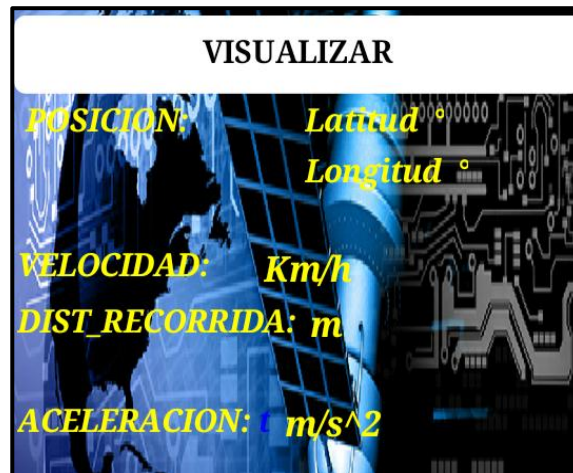 VISUALIZAR
POSICION: Latitud °
Longitud °
VELOCIDAD: Km/h
DIST_RECORRIDA: m
ACELERACION: t m/s^2